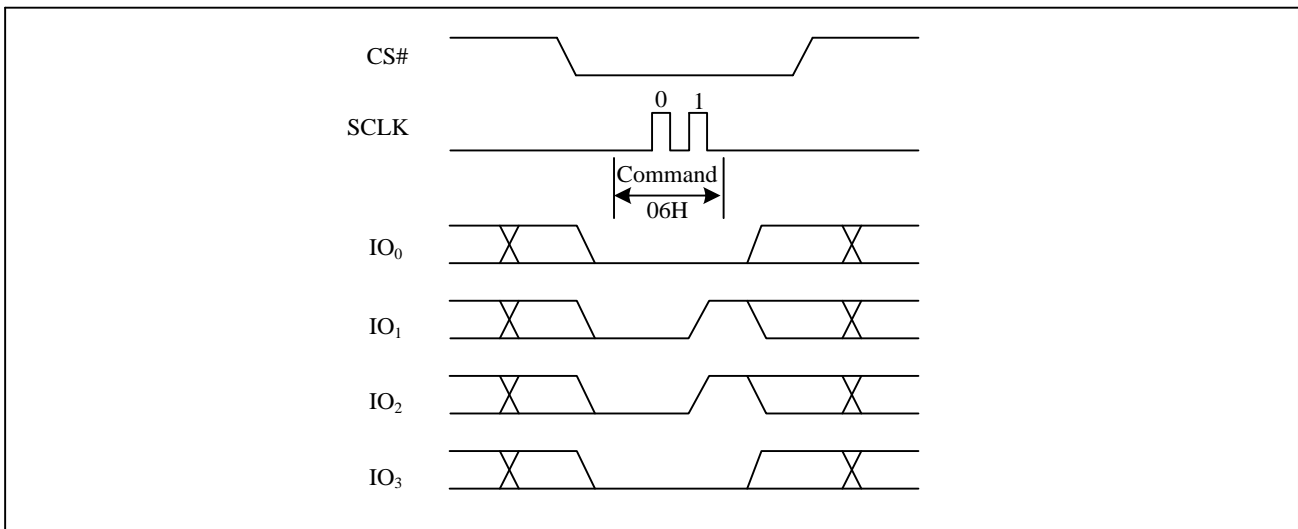 CS#
0 1
SCLK
Command
06H
IO0
IO1
IO2
IO3